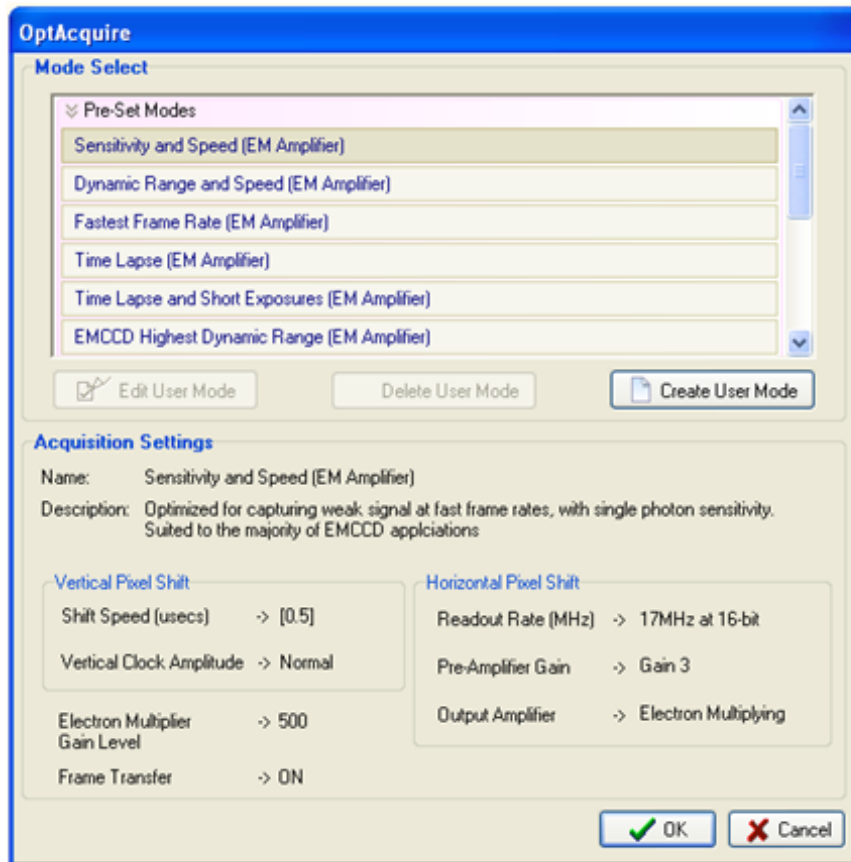 OptAcquire
Mode Select
Pre-Set Modes
Sensitivity and Speed (EM Amplifier)
Dynamic Range and Speed (EM Amplifier)
Fastest Frame Rate (EM Amplifier)
Time Lapse (EM Amplifier)
Time Lapse and Short Exposures (EM Amplifier)
EMCCD Highest Dynamic Range (EM Amplifier)
Edit User Mode Delete User Mode Create User Mode
Acquisition Settings
Name: Sensitivity and Speed (EM Amplifier)
Description: Optimized for capturing weak signal at fast frame rates, with single photon sensitivity.
Suited to the majority of EMCCD applciations
Vertical Pixel Shift
Shift Speed (usecs) -> [0.5]
Vertical Clock Amplitude -> Normal
Electron Multiplier -> 500
Gain Level
Frame Transfer -> ON
Horizontal Pixel Shift
Readout Rate (MHz) -> 17MHz at 16-bit
Pre-Amplifier Gain -> Gain 3
Output Amplifier -> Electron Multiplying
OK Cancel